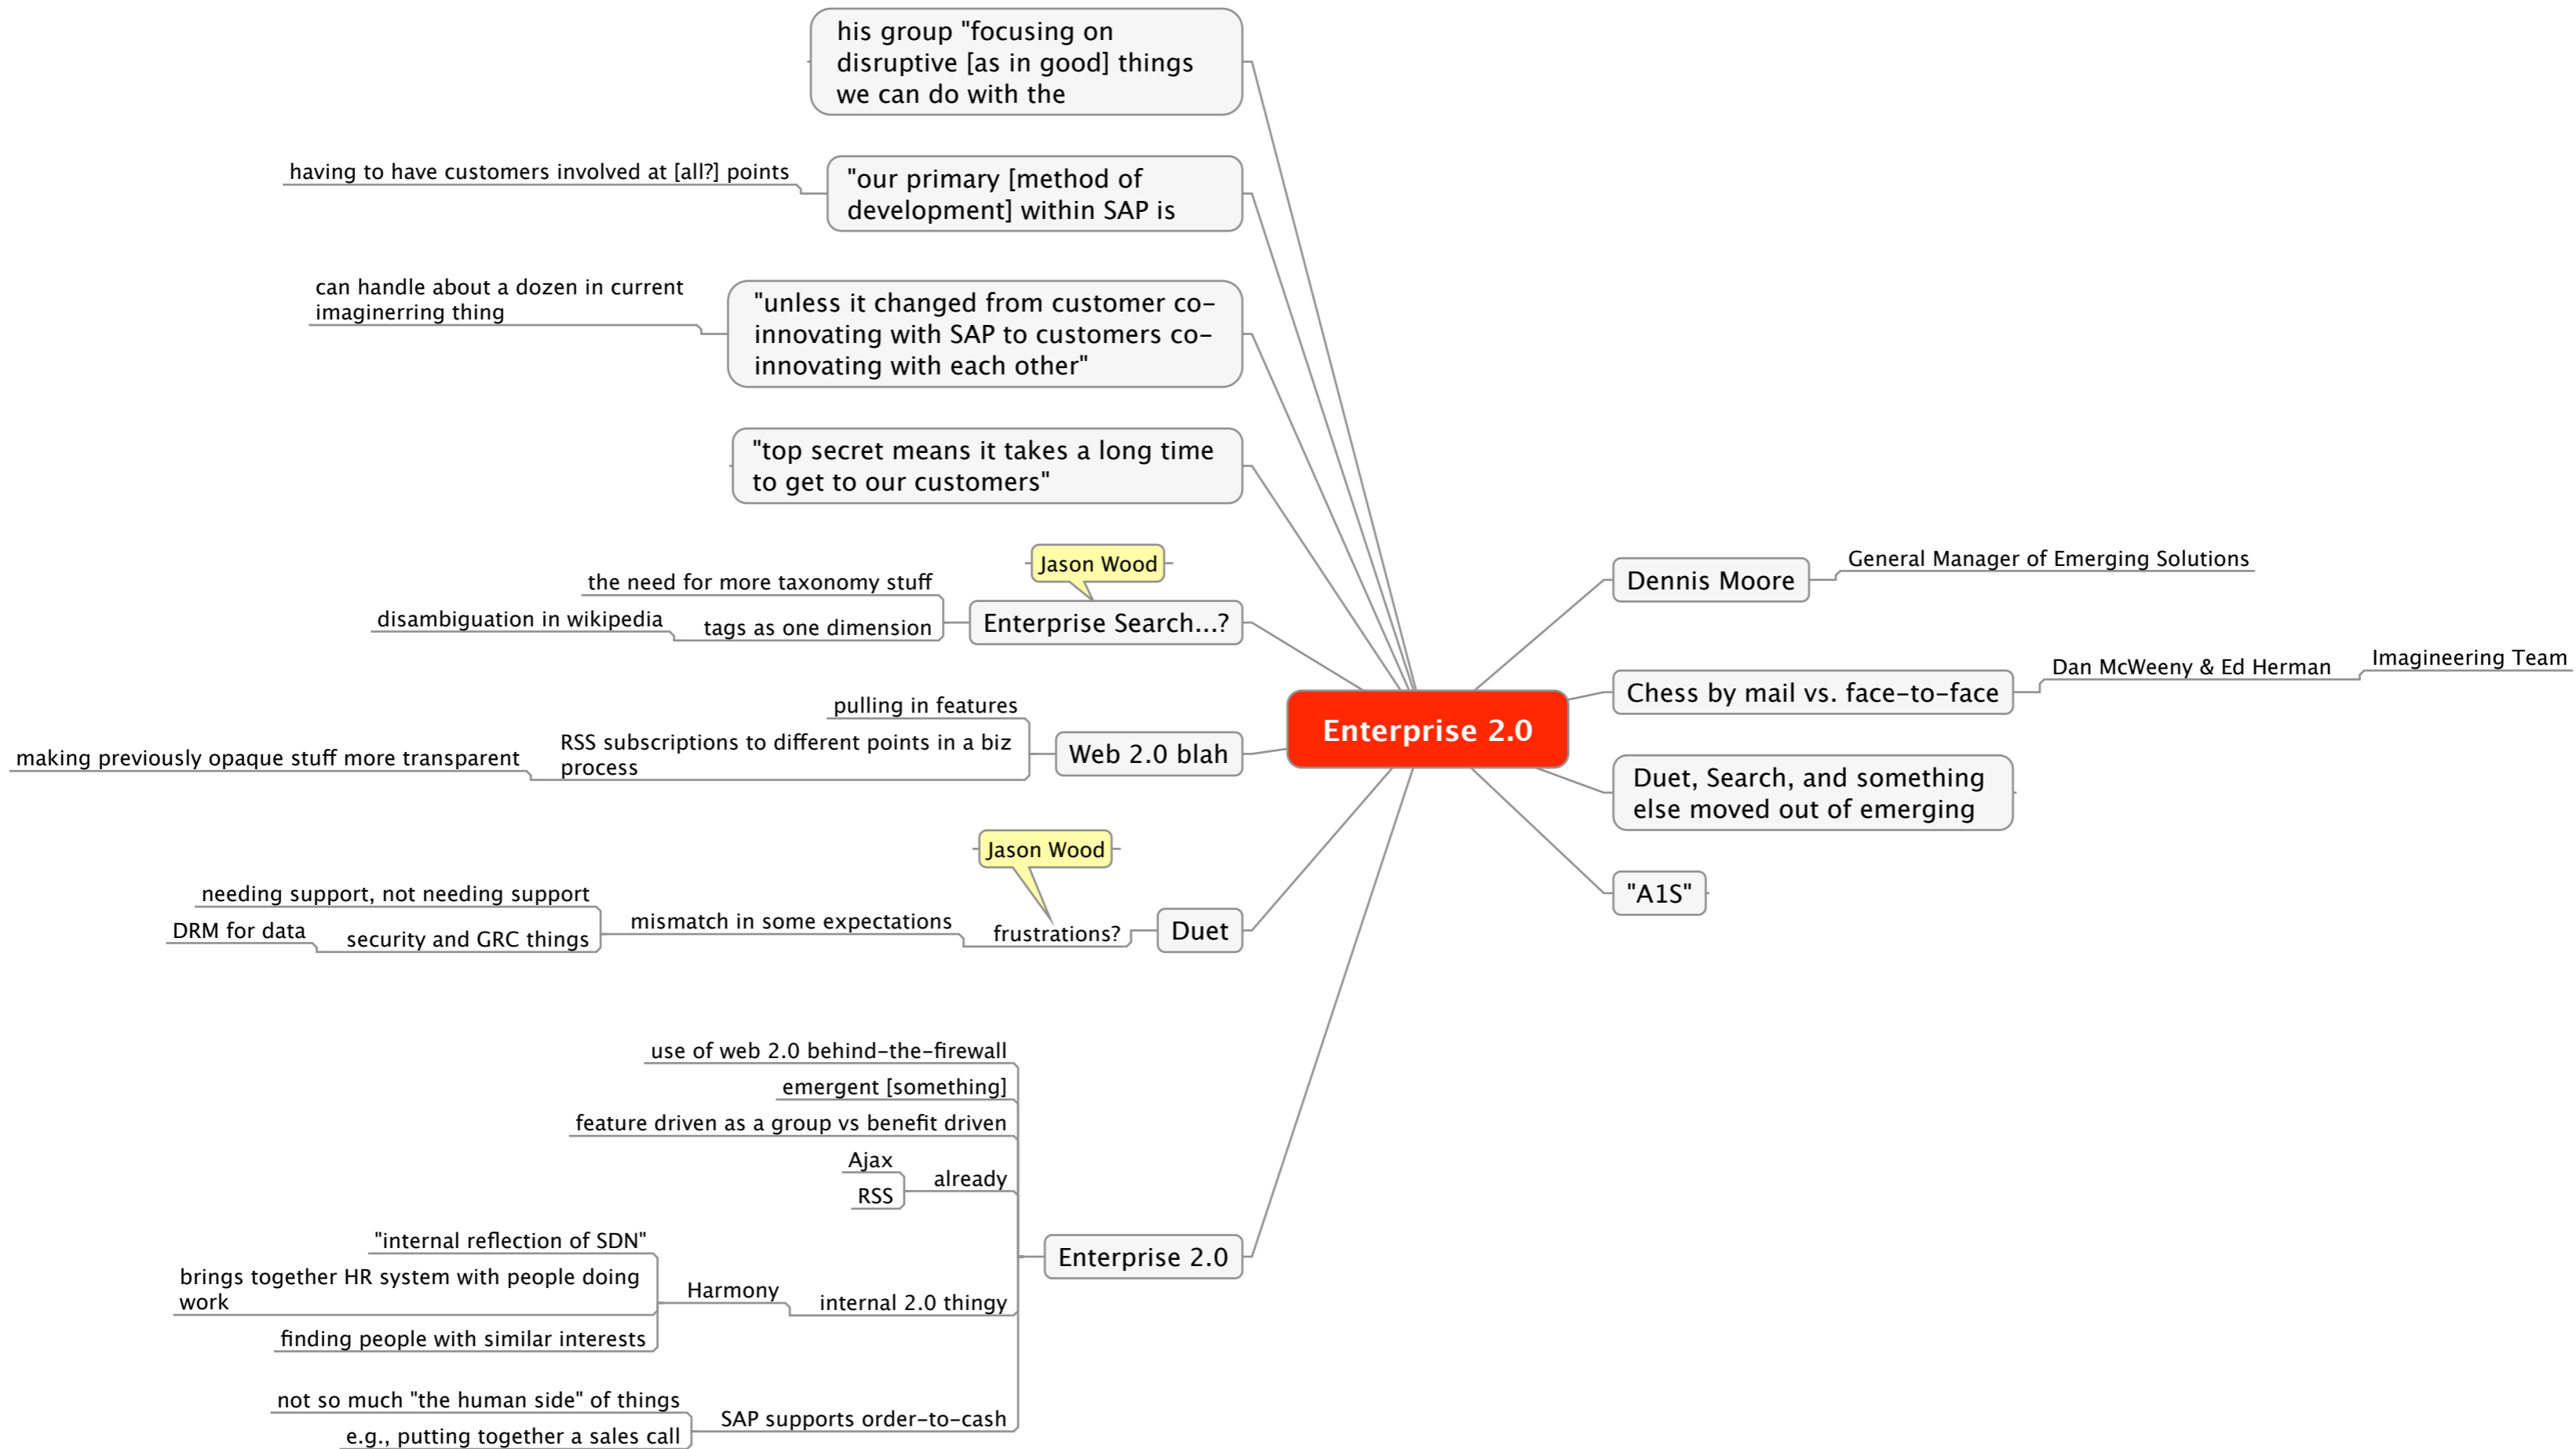 his group "focusing on
disruptive [as in good] things
we can do with the
having to have customers involved at [all?] points
"our primary [method of
development] within SAP is
can handle about a dozen in current
imaginerring thing
"unless it changed from customer co-
innovating with SAP to customers co-
innovating with each other"
"top secret means it takes a long time
to get to our customers"
Jason Wood
the need for more taxonomy stuff
disambiguation in wikipedia
tags as one dimension
Enterprise Search...?
pulling in features
making previously opaque stuff more transparent
RSS subscriptions to different points in a biz
process
Web 2.0 blah
Jason Wood
needing support, not needing support
DRM for data
security and GRC things
mismatch in some expectations
frustrations?
Duet
use of web 2.0 behind-the-firewall
emergent [something]
feature driven as a group vs benefit driven
Ajax
RSS
already
"internal reflection of SDN"
brings together HR system with people doing
work
finding people with similar interests
Harmony
internal 2.0 thingy
not so much "the human side" of things
e.g., putting together a sales call
SAP supports order-to-cash
Enterprise 2.0
Enterprise 2.0
Dennis Moore
General Manager of Emerging Solutions
Chess by mail vs. face-to-face
Dan McWeeny & Ed Herman
Imagineering Team
Duet, Search, and something
else moved out of emerging
"A1S"